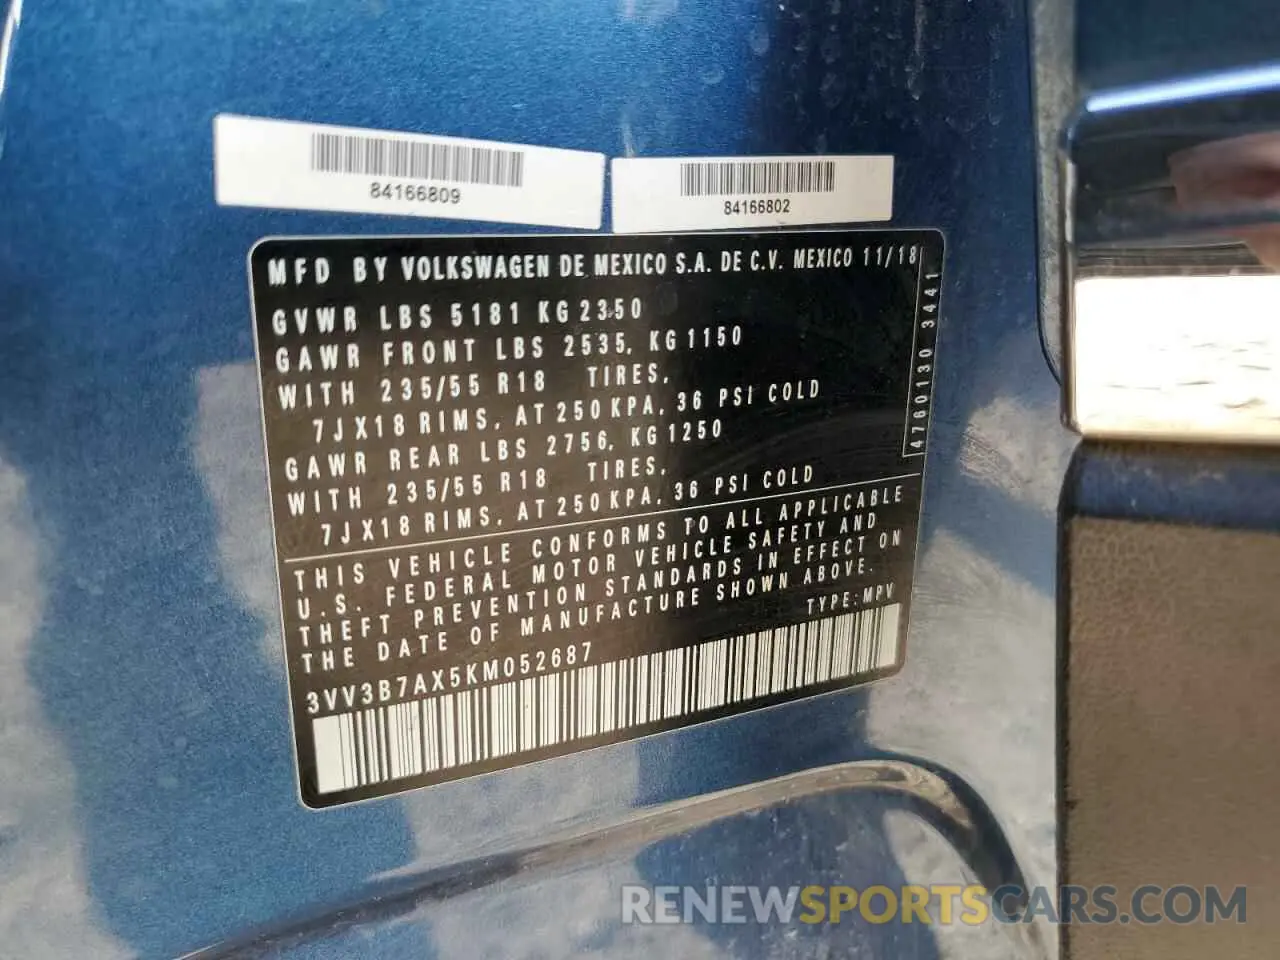 84166809
84166802
MFD BY VOLKSWAGEN DE MEXICO S.A. DE C.V. MEXICO 11/18
GVWR LBS 5181 KG 2350
GAWR FRONT LBS 2535, KG 1150
WITH 235/55 R18 TIRES,
7JX18 RIMS, AT 250 KPA, 36 PSI COLD
GAWR REAR LBS 2756, KG 1250
WITH 235/55 R18 TIRES,
7JX18 RIMS, AT 250 KPA, 36 PSI COLD
4760130 3441
THIS VEHICLE CONFORMS TO ALL APPLICABLE
U.S. FEDERAL MOTOR VEHICLE SAFETY AND
THEFT PREVENTION STANDARDS IN EFFECT ON
THE DATE OF MANUFACTURE SHOWN ABOVE.
TYPE: MPV
3VV3B7AX5KM052687
RENEWSPORTSCARS.COM